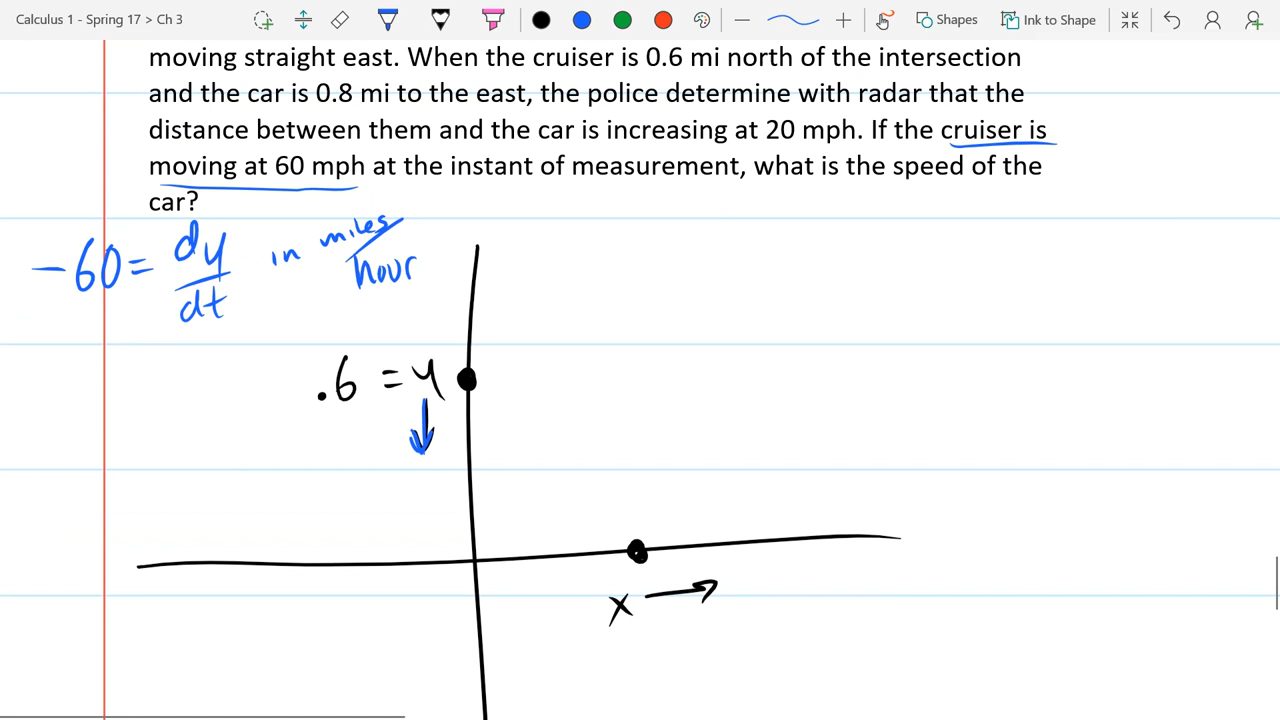 Calculus 1 - Spring 17 > Ch 3
Shapes
Ink to Shape
moving straight east. When the cruiser is 0.6 mi north of the intersection
and the car is 0.8 mi to the east, the police determine with radar that the
distance between them and the car is increasing at 20 mph. If the cruiser is
moving at 60 mph at the instant of measurement, what is the speed of the
car?
-60 = dy/dt in miles/hour
.6 = y
x